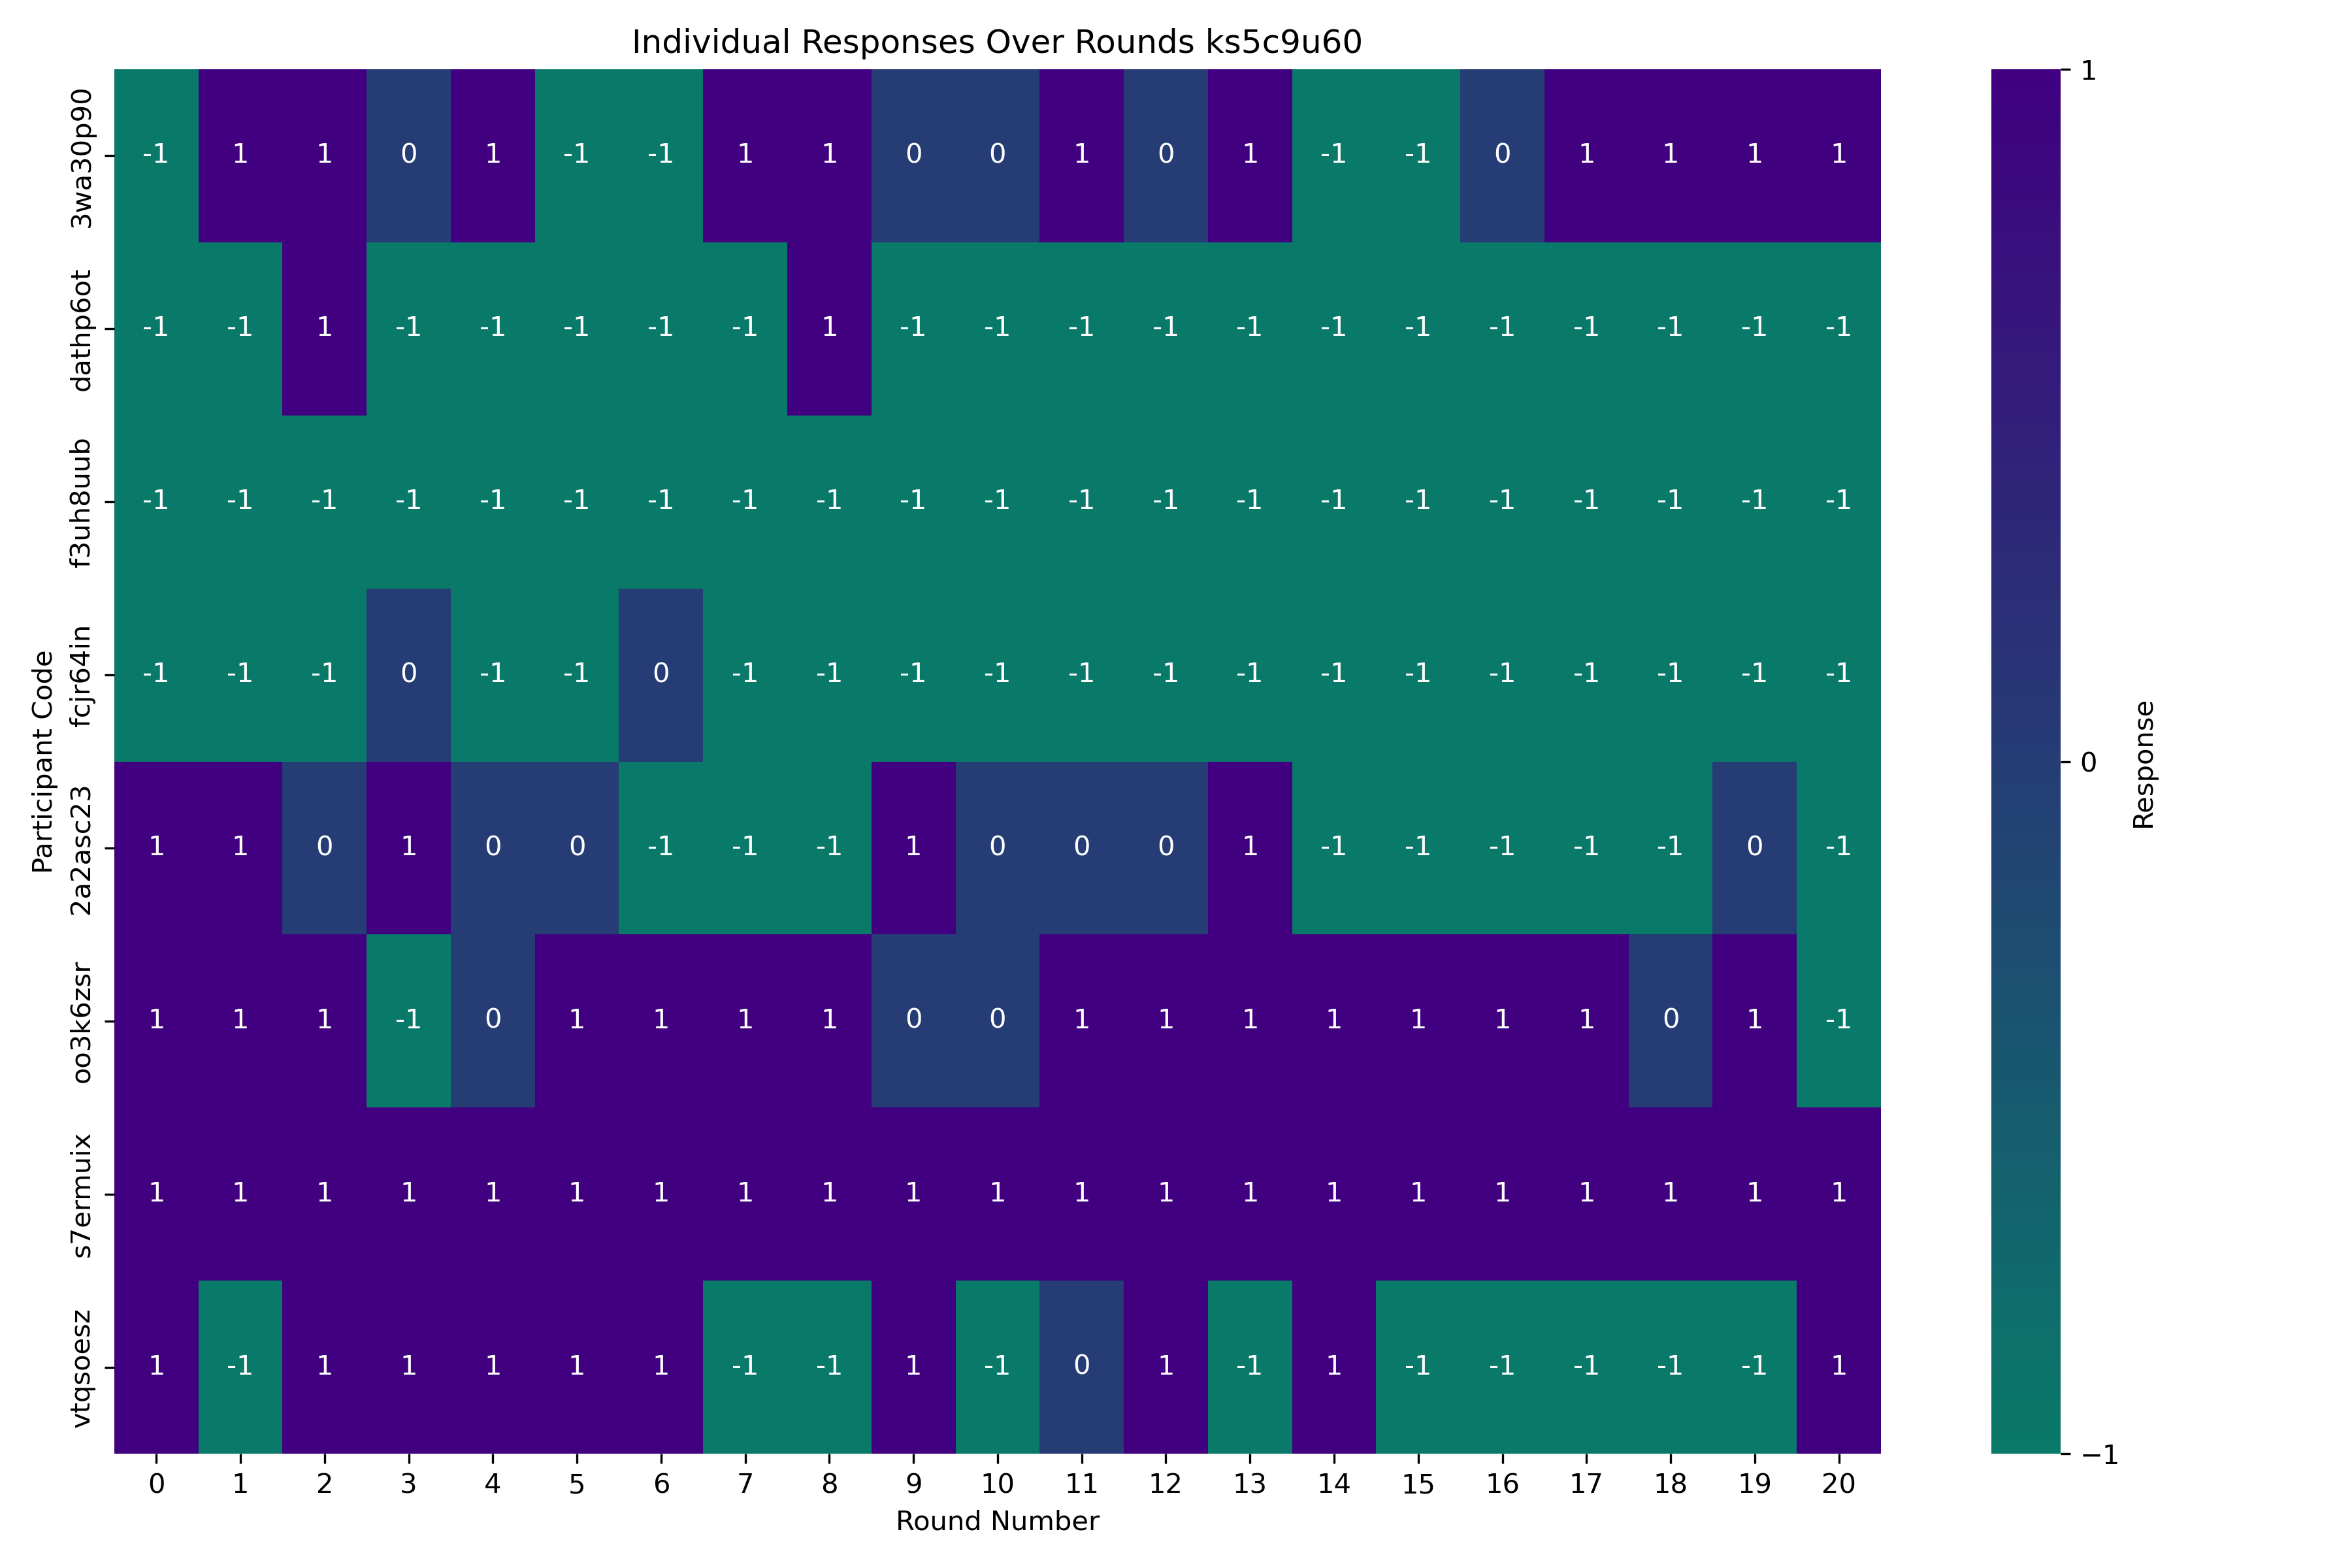 Individual Responses Over Rounds ks5c9u60
Participant Code
3wa30p90 -1 1 1 0 1 -1 -1 1 1 0 0 1 0 1 -1 -1 0 1 1 1 1
dathp6ot -1 -1 1 -1 -1 -1 -1 -1 1 -1 -1 -1 -1 -1 -1 -1 -1 -1 -1 -1 -1
f3uh8uub -1 -1 -1 -1 -1 -1 -1 -1 -1 -1 -1 -1 -1 -1 -1 -1 -1 -1 -1 -1 -1
fcjr64in -1 -1 -1 0 -1 -1 0 -1 -1 -1 -1 -1 -1 -1 -1 -1 -1 -1 -1 -1 -1
2a2asc23 1 1 0 1 0 0 -1 -1 -1 1 0 0 0 1 -1 -1 -1 -1 -1 0 -1
oo3k6zsr 1 1 1 -1 0 1 1 1 1 0 0 1 1 1 1 1 1 1 0 1 -1
s7ermuix 1 1 1 1 1 1 1 1 1 1 1 1 1 1 1 1 1 1 1 1 1
vtqsoesz 1 -1 1 1 1 1 1 -1 -1 1 -1 0 1 -1 1 -1 -1 -1 -1 -1 1
0 1 2 3 4 5 6 7 8 9 10 11 12 13 14 15 16 17 18 19 20
Round Number
1
0
−1
Response